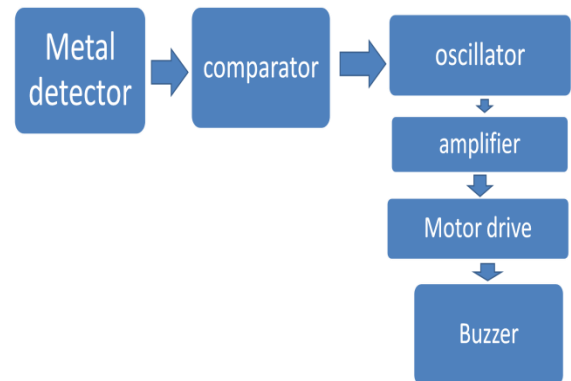 Metal
detector
comparator
oscillator
amplifier
Motor drive
Buzzer